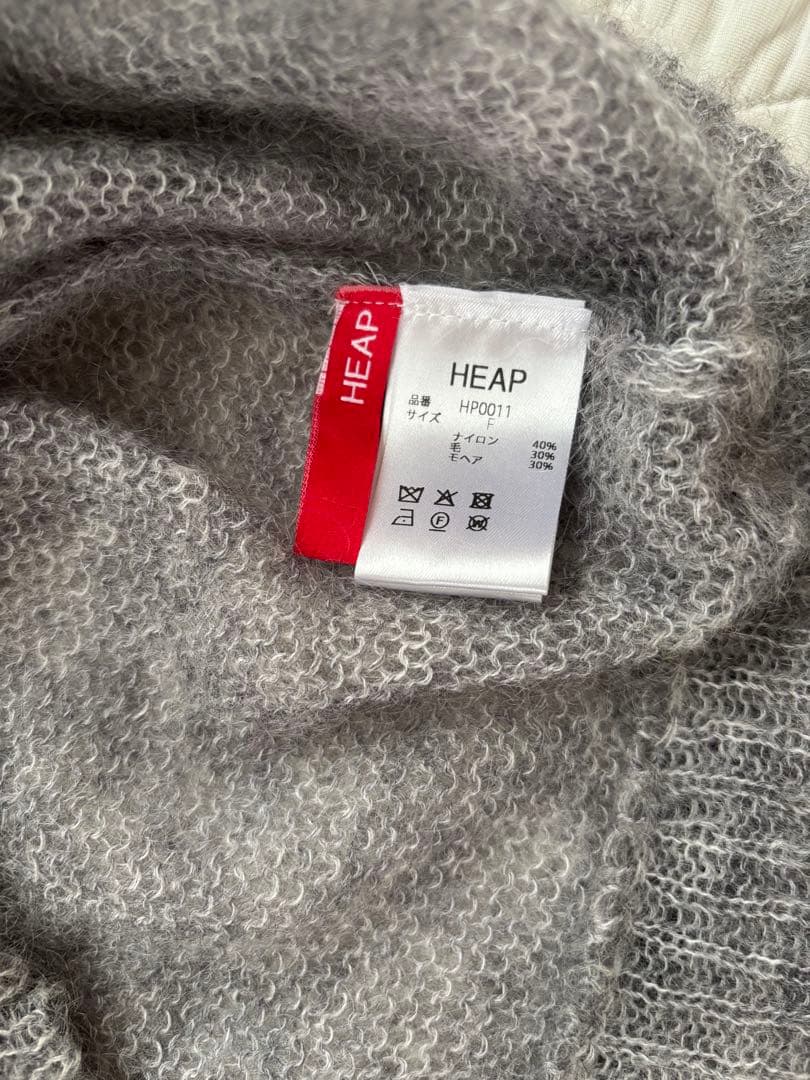 HEAP
HEAP
品番 HP0011
サイズ F
ナイロン 40%
毛 30%
モヘア 30%
F
W